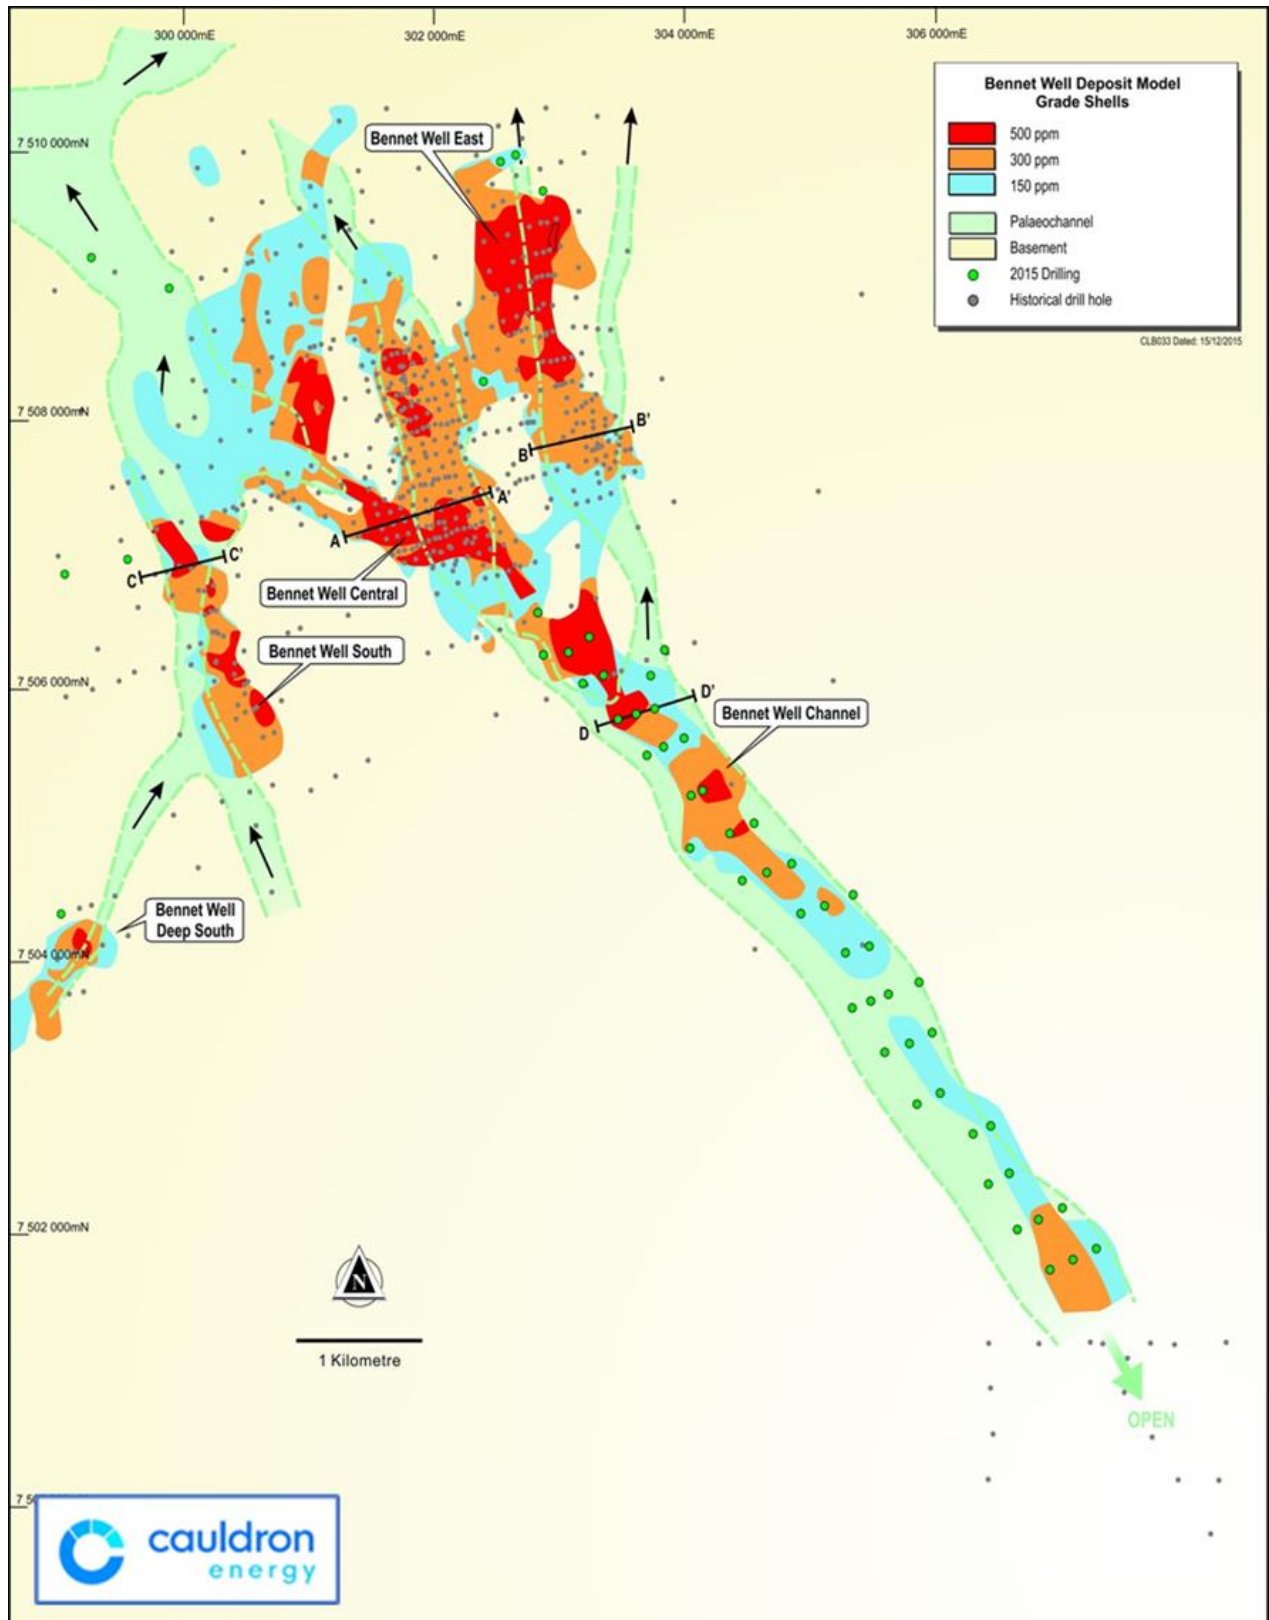 300 000mE
302 000mE
304 000mE
306 000mE
Bennet Well Deposit Model
Grade Shells
500 ppm
300 ppm
150 ppm
Palaeochannel
Basement
2015 Drilling
Historical drill hole
CLB033 Dated: 15/12/2015
7 510 000mN
Bennet Well East
7 508 000mN
B'
B
A'
A
C'
C
Bennet Well Central
Bennet Well South
7 506 000mN
D'
D
Bennet Well Channel
Bennet Well
Deep South
7 504 000mN
7 502 000mN
N
1 Kilometre
OPEN
cauldron
energy